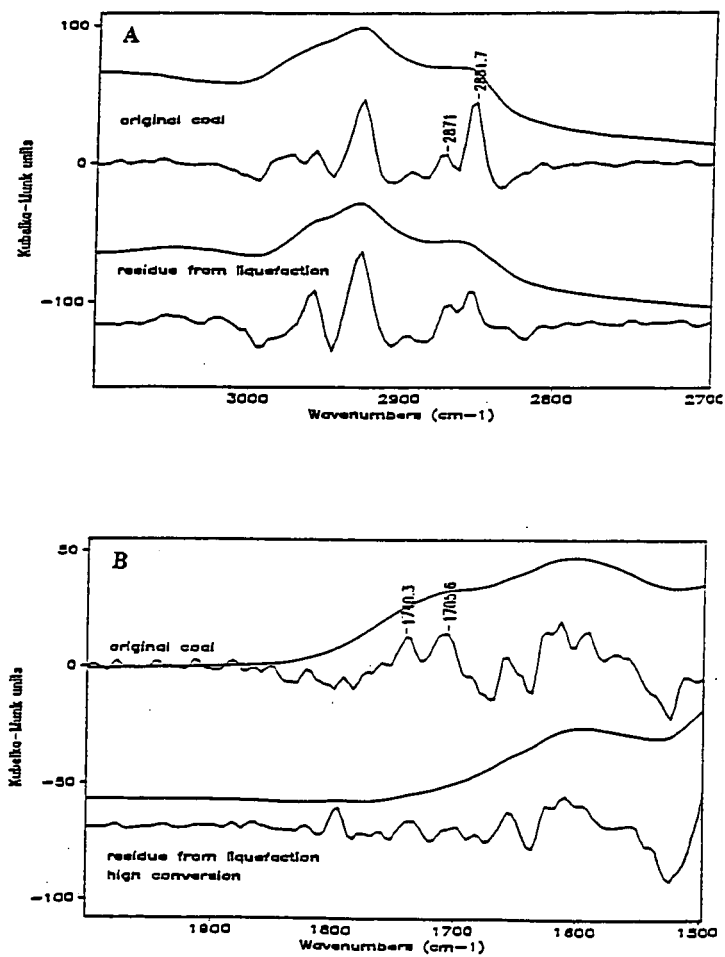 A
100
original coal
-2871
-2881.7
0
Kubelka-Munk units
residue from liquefaction
-100
3000
2900
2800
2700
Wavenumbers (cm-1)
B
50
original coal
-1740.3
-1705.6
0
Kubelka-Munk units
-50
residue from liquefaction
high conversion
-100
1900
1800
1700
1600
1500
Wavenumbers (cm-1)